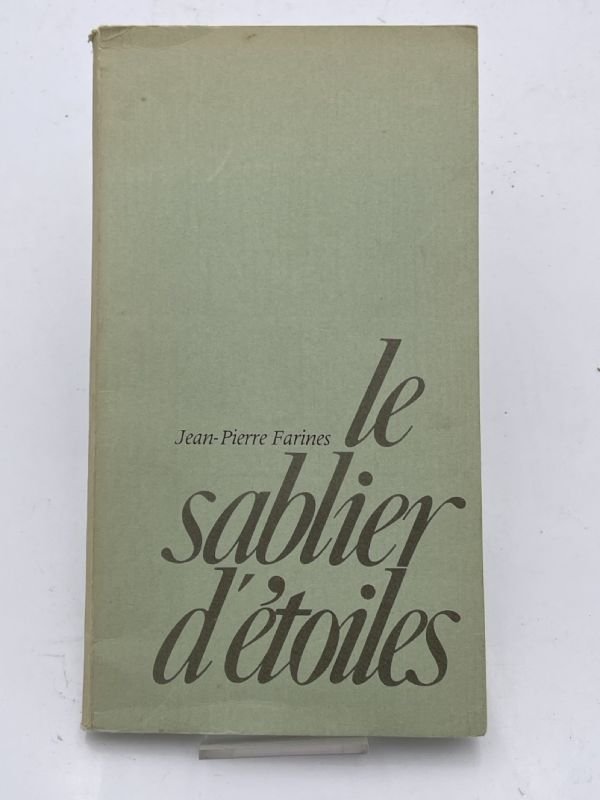 le
Jean-Pierre Farines
sablier
d'étoiles